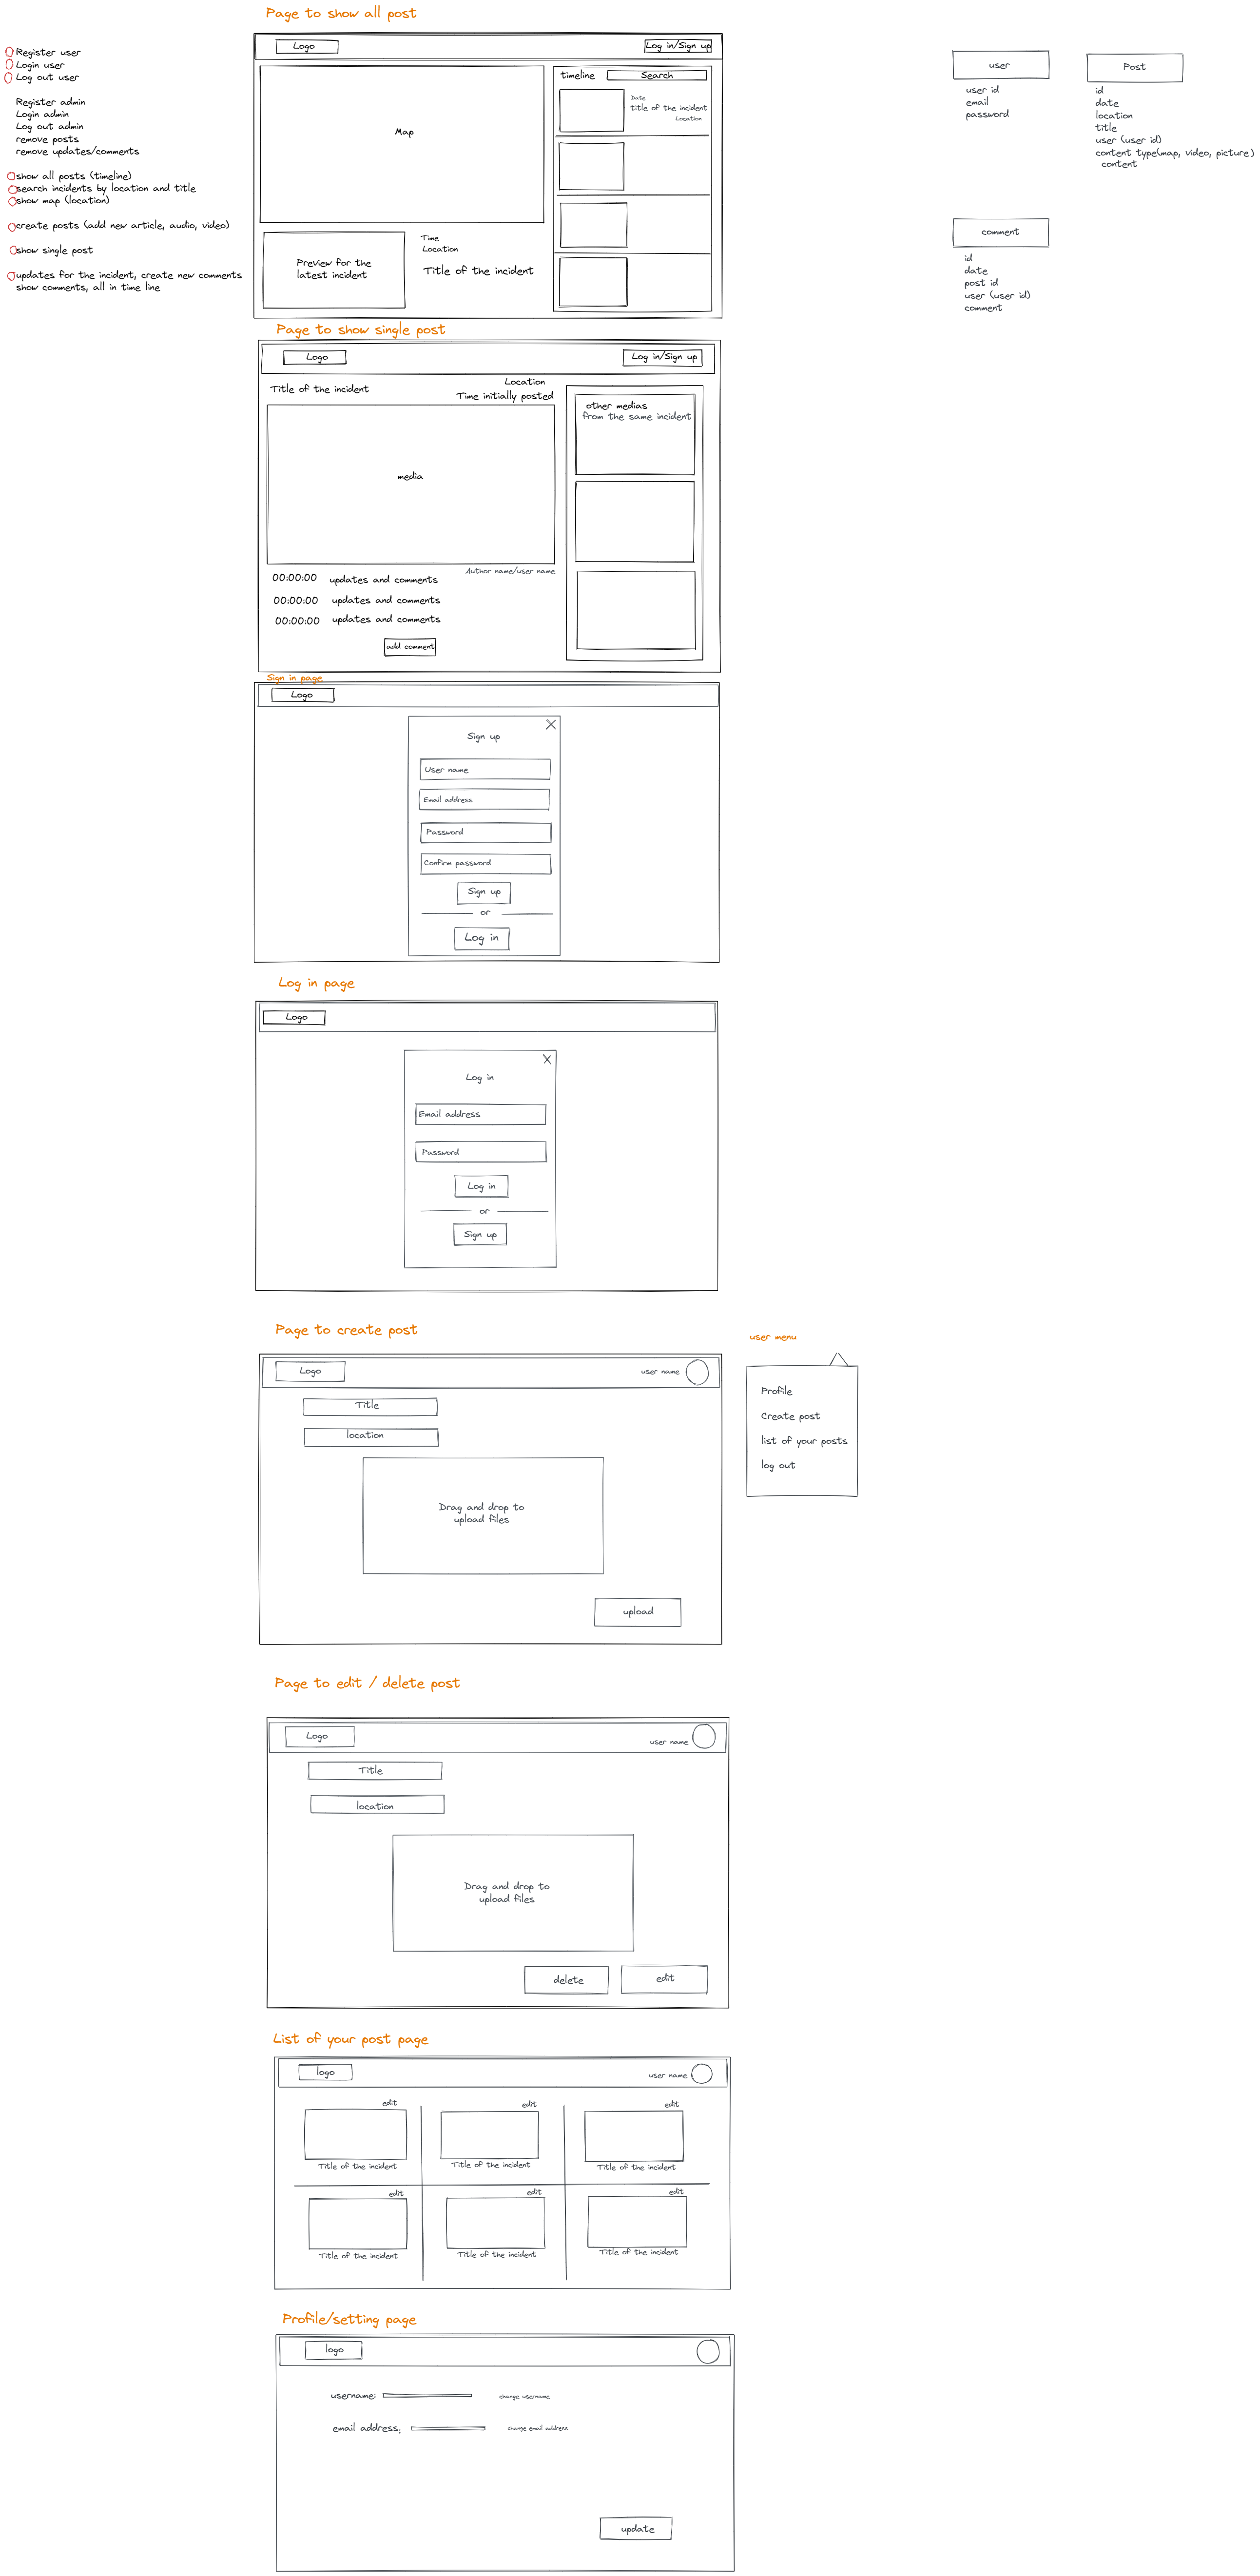 Page to show all post
Register user
Login user
Log out user
Register admin
Login admin
Log out admin
remove posts
remove updates/comments
show all posts (timeline)
search incidents by location and title
show map (location)
create posts (add new article, audio, video)
show single post
updates for the incident, create new comments
show comments, all in time line
Logo
Log in/Sign up
Map
timeline
Search
Date
title of the incident
Location
Preview for the
latest incident
Time
Location
Title of the incident
user
user id
email
password
Post
id
date
location
title
user (user id)
content type(map, video, picture)
content
comment
id
date
post id
user (user id)
comment
Page to show single post
Logo
Log in/Sign up
Title of the incident
Location
Time initially posted
media
other medias
from the same incident
Author name/user name
00:00:00 updates and comments
00:00:00 updates and comments
00:00:00 updates and comments
add comment
Sign in page
Logo
X
Sign up
User name
Email address
Password
Confirm password
Sign up
or
Log in
Log in page
Logo
X
Log in
Email address
Password
Log in
or
Sign up
Page to create post
Logo
user name
Title
location
Drag and drop to
upload files
upload
user menu
Profile
Create post
list of your posts
log out
Page to edit / delete post
Logo
user name
Title
location
Drag and drop to
upload files
delete
edit
List of your post page
logo
user name
edit
edit
edit
Title of the incident
Title of the incident
Title of the incident
edit
edit
edit
Title of the incident
Title of the incident
Title of the incident
Profile/setting page
logo
username:
change username
email address:
change email address
update